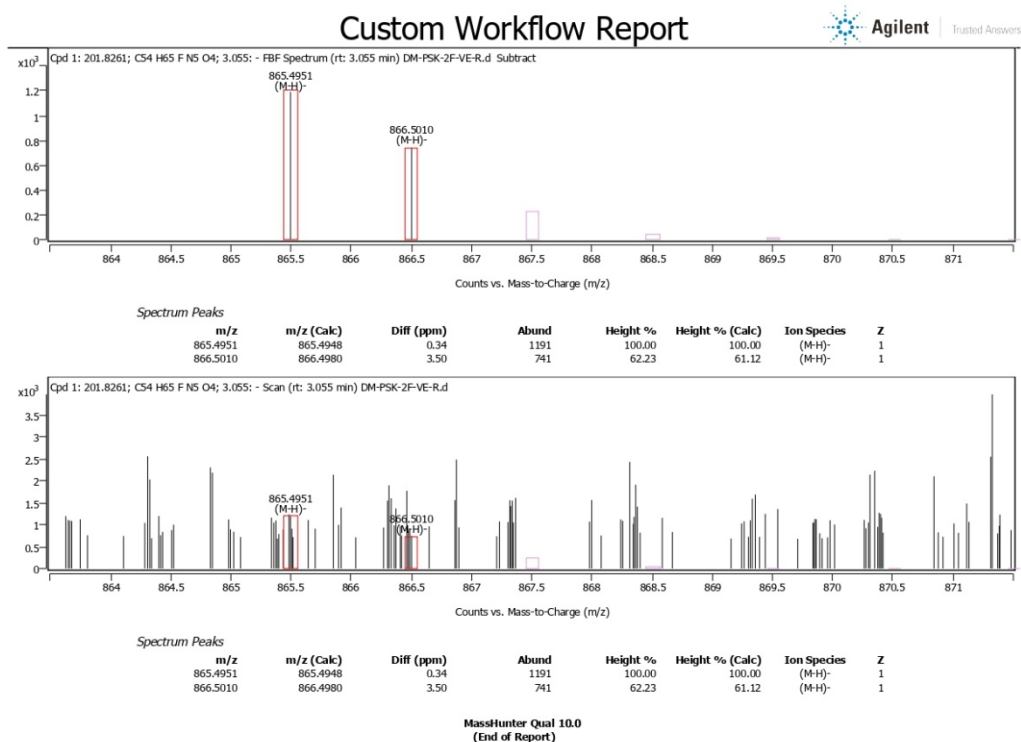 Custom Workflow Report
Agilent Trusted Answers
Cpd 1: 201.8261; C54 H65 F N5 O4; 3.055: - FBF Spectrum (rt: 3.055 min) DM-PSK-2F-VE-R.d Subtract
x10³
865.4951
(M-H)-
1.2
1
866.5010
(M-H)-
0.8
0.6
0.4
0.2
0
864 864.5 865 865.5 866 866.5 867 867.5 868 868.5 869 869.5 870 870.5 871
Counts vs. Mass-to-Charge (m/z)
Spectrum Peaks
m/z m/z (Calc) Diff (ppm) Abund Height % Height % (Calc) Ion Species Z
865.4951 865.4948 0.34 1191 100.00 100.00 (M-H)- 1
866.5010 866.4980 3.50 741 62.23 61.12 (M-H)- 1
Cpd 1: 201.8261; C54 H65 F N5 O4; 3.055: - Scan (rt: 3.055 min) DM-PSK-2F-VE-R.d
x10³
3.5
3
2.5
2
1.5
865.4951
(M-H)-
1
866.5010
(M-H)-
0.5
0
864 864.5 865 865.5 866 866.5 867 867.5 868 868.5 869 869.5 870 870.5 871
Counts vs. Mass-to-Charge (m/z)
Spectrum Peaks
m/z m/z (Calc) Diff (ppm) Abund Height % Height % (Calc) Ion Species Z
865.4951 865.4948 0.34 1191 100.00 100.00 (M-H)- 1
866.5010 866.4980 3.50 741 62.23 61.12 (M-H)- 1
MassHunter Qual 10.0
(End of Report)